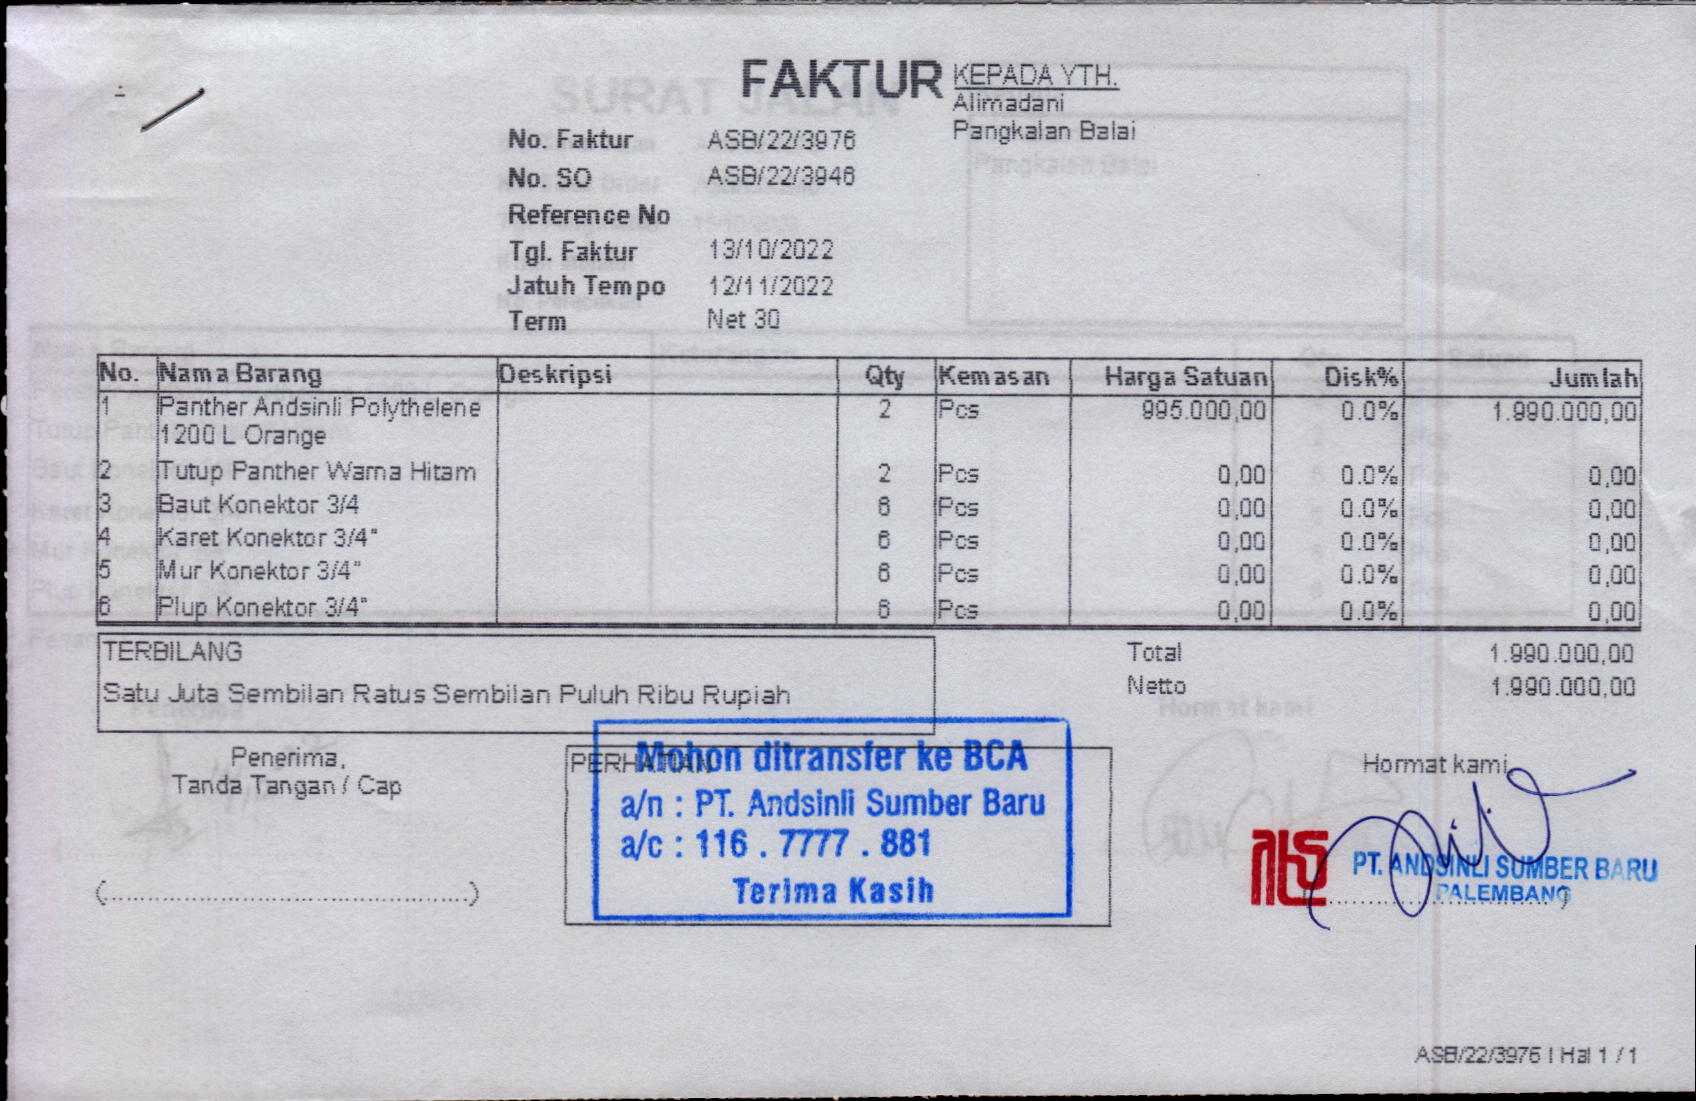 FAKTUR
KEPADA YTH.
Alimadani
Pangkalan Balai
No. Faktur ASB/22/3976
No. SO ASB/22/3946
Reference No
Tgl. Faktur 13/10/2022
Jatuh Tempo 12/11/2022
Term Net 30
No. Nama Barang Deskripsi Qty Kemasan Harga Satuan Disk% Jumlah
1 Panther Andsinli Polythelene 2 Pcs 995.000,00 0.0% 1.990.000,00
1200 L Orange
2 Tutup Panther Warna Hitam 2 Pcs 0,00 0.0% 0,00
3 Baut Konektor 3/4 6 Pcs 0,00 0.0% 0,00
4 Karet Konektor 3/4" 6 Pcs 0,00 0.0% 0,00
5 Mur Konektor 3/4" 6 Pcs 0,00 0.0% 0,00
6 Plup Konektor 3/4" 6 Pcs 0,00 0.0% 0,00
TERBILANG
Satu Juta Sembilan Ratus Sembilan Puluh Ribu Rupiah
Total 1.990.000,00
Netto 1.990.000,00
Penerima,
Tanda Tangan / Cap
(..................................................)
PERHATIAN
Mohon ditransfer ke BCA
a/n : PT. Andsinli Sumber Baru
a/c : 116 . 7777 . 881
Terima Kasih
Hormat kami,
PT. ANDSINLI SUMBER BARU
PALEMBANG
ASB/22/3976 | Hal 1 / 1